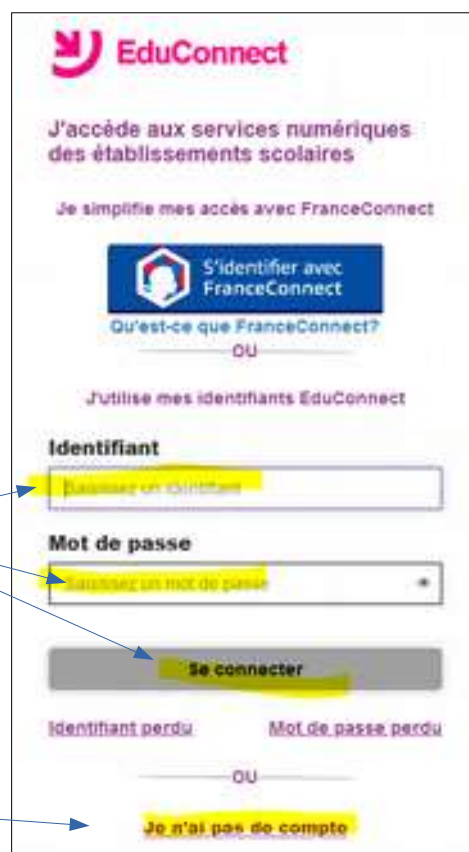 EduConnect
J'accède aux services numériques
des établissements scolaires
Je simplifie mes accès avec FranceConnect
S'identifier avec
FranceConnect
Qu'est-ce que FranceConnect?
OU
J'utilise mes identifiants EduConnect
Identifiant
Saisissez un identifiant
Mot de passe
Saisissez un mot de passe
Se connecter
Identifiant perdu Mot de passe perdu
OU
Je n'ai pas de compte